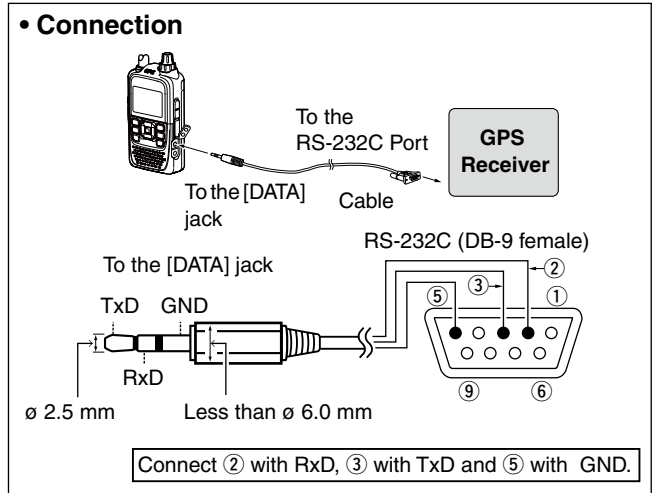 • Connection
To the
RS-232C Port
GPS
Receiver
To the [DATA]
jack
Cable
RS-232C (DB-9 female)
To the [DATA] jack
②
③
⑤
①
TxD
GND
RxD
⑨
⑥
ø 2.5 mm
Less than ø 6.0 mm
Connect ② with RxD, ③ with TxD and ⑤ with GND.